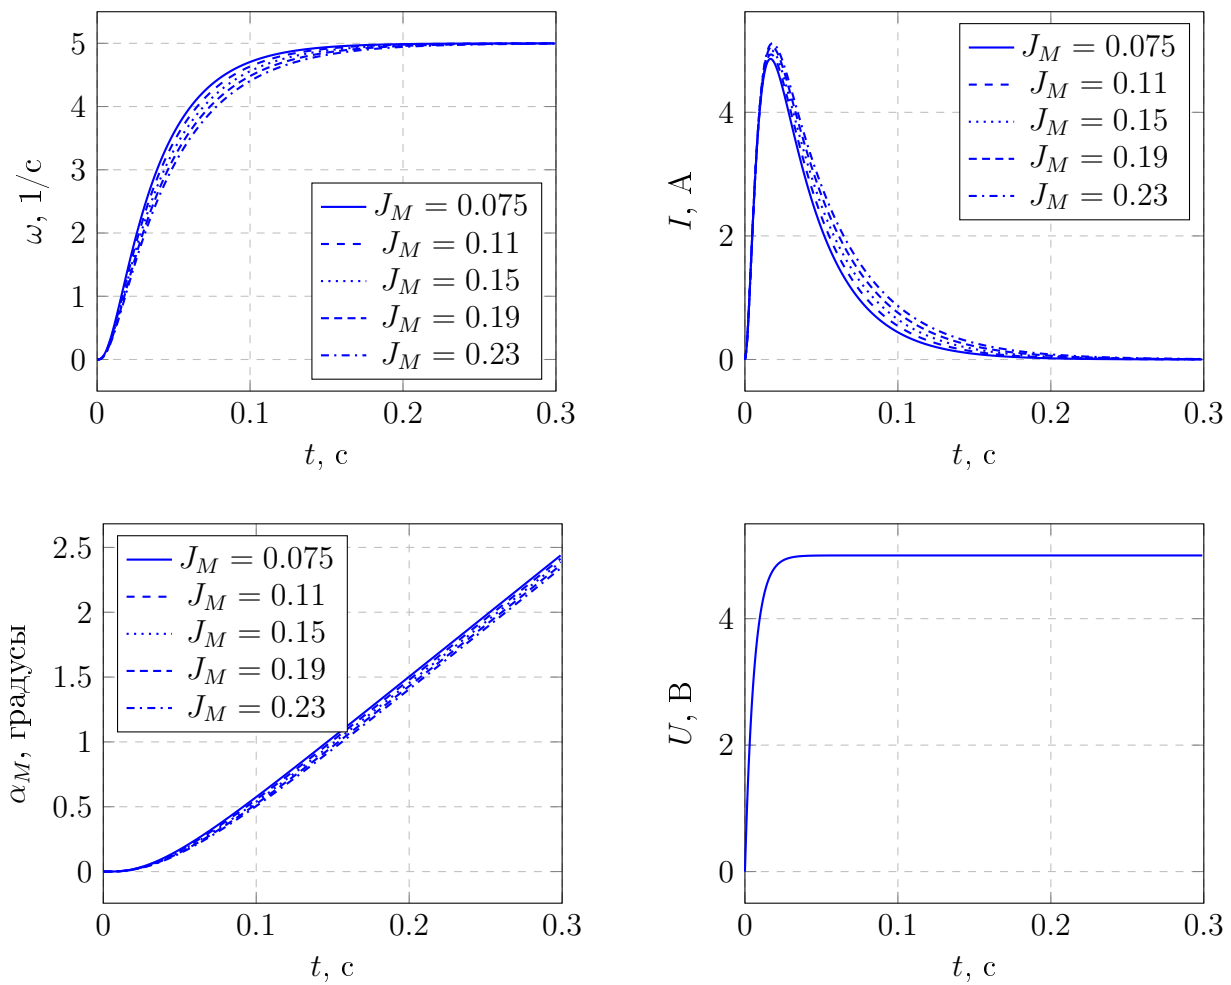 5
4
3
2
1
0
0
0.1
0.2
0.3
ω, 1/с
t, с
J_M = 0.075
J_M = 0.11
J_M = 0.15
J_M = 0.19
J_M = 0.23
4
2
0
0
0.1
0.2
0.3
I, А
t, с
J_M = 0.075
J_M = 0.11
J_M = 0.15
J_M = 0.19
J_M = 0.23
2.5
2
1.5
1
0.5
0
0
0.1
0.2
0.3
α_M, градусы
t, с
J_M = 0.075
J_M = 0.11
J_M = 0.15
J_M = 0.19
J_M = 0.23
4
2
0
0
0.1
0.2
0.3
U, В
t, с